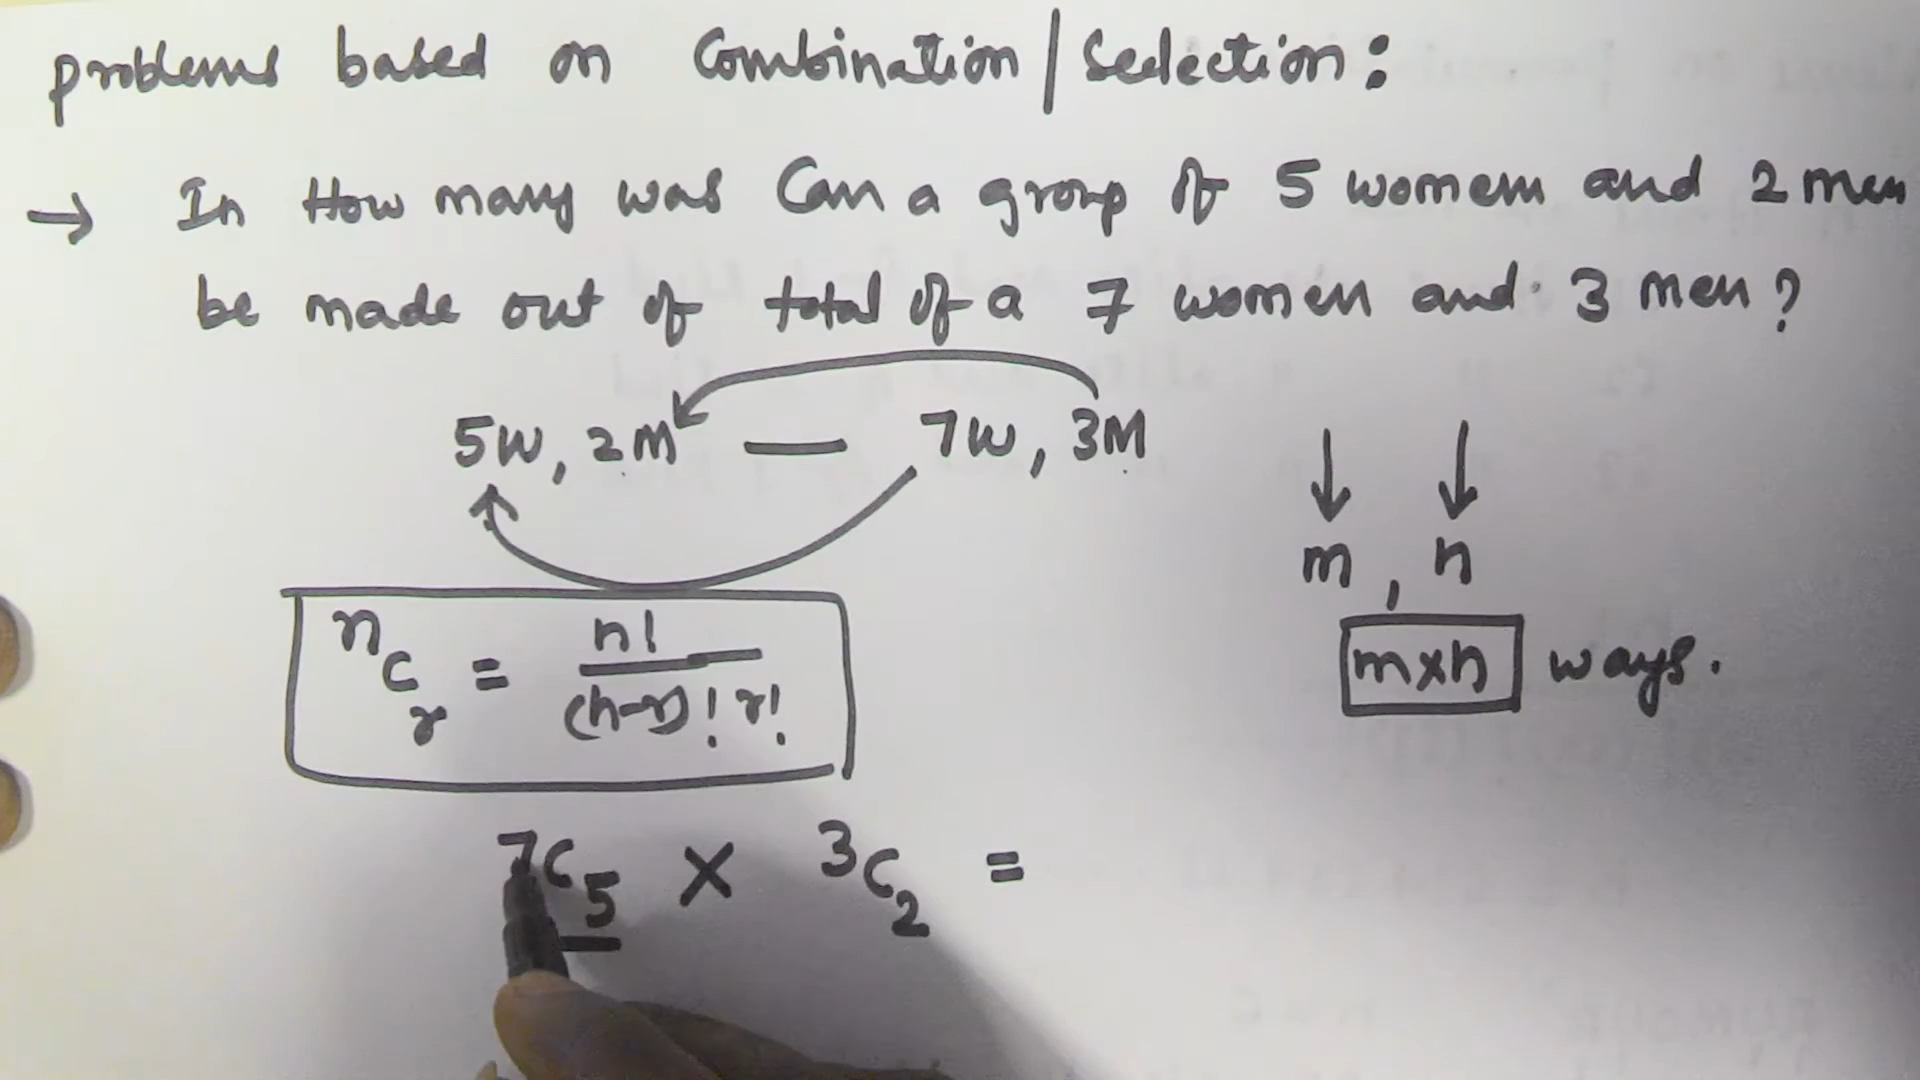 problems based on Combination/Selection:
→ In How many was Can a group of 5 women and 2 men
be made out of total of a 7 women and 3 men?
5W, 2M — 7W, 3M
m, n
nCr = n!/(n-r)! r!
m×n ways.
7C5 × 3C2 =